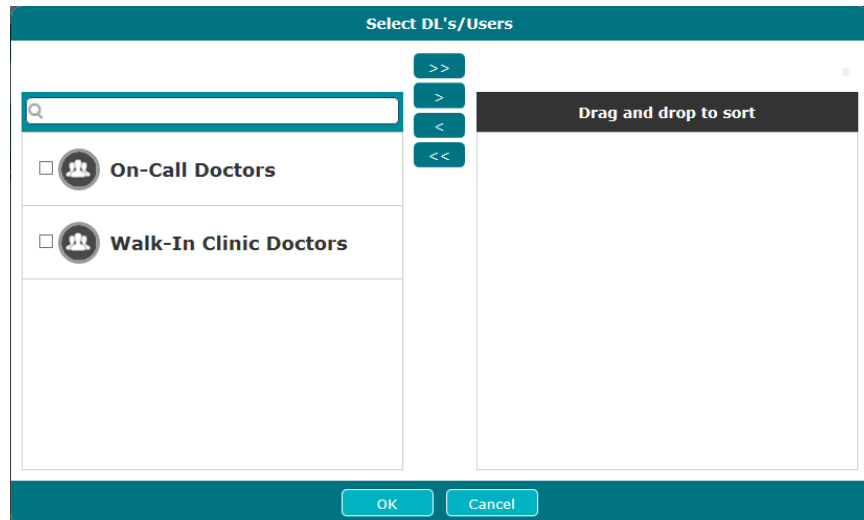 Select DL's/Users
>>
>
<
<<
Drag and drop to sort
On-Call Doctors
Walk-In Clinic Doctors
OK
Cancel